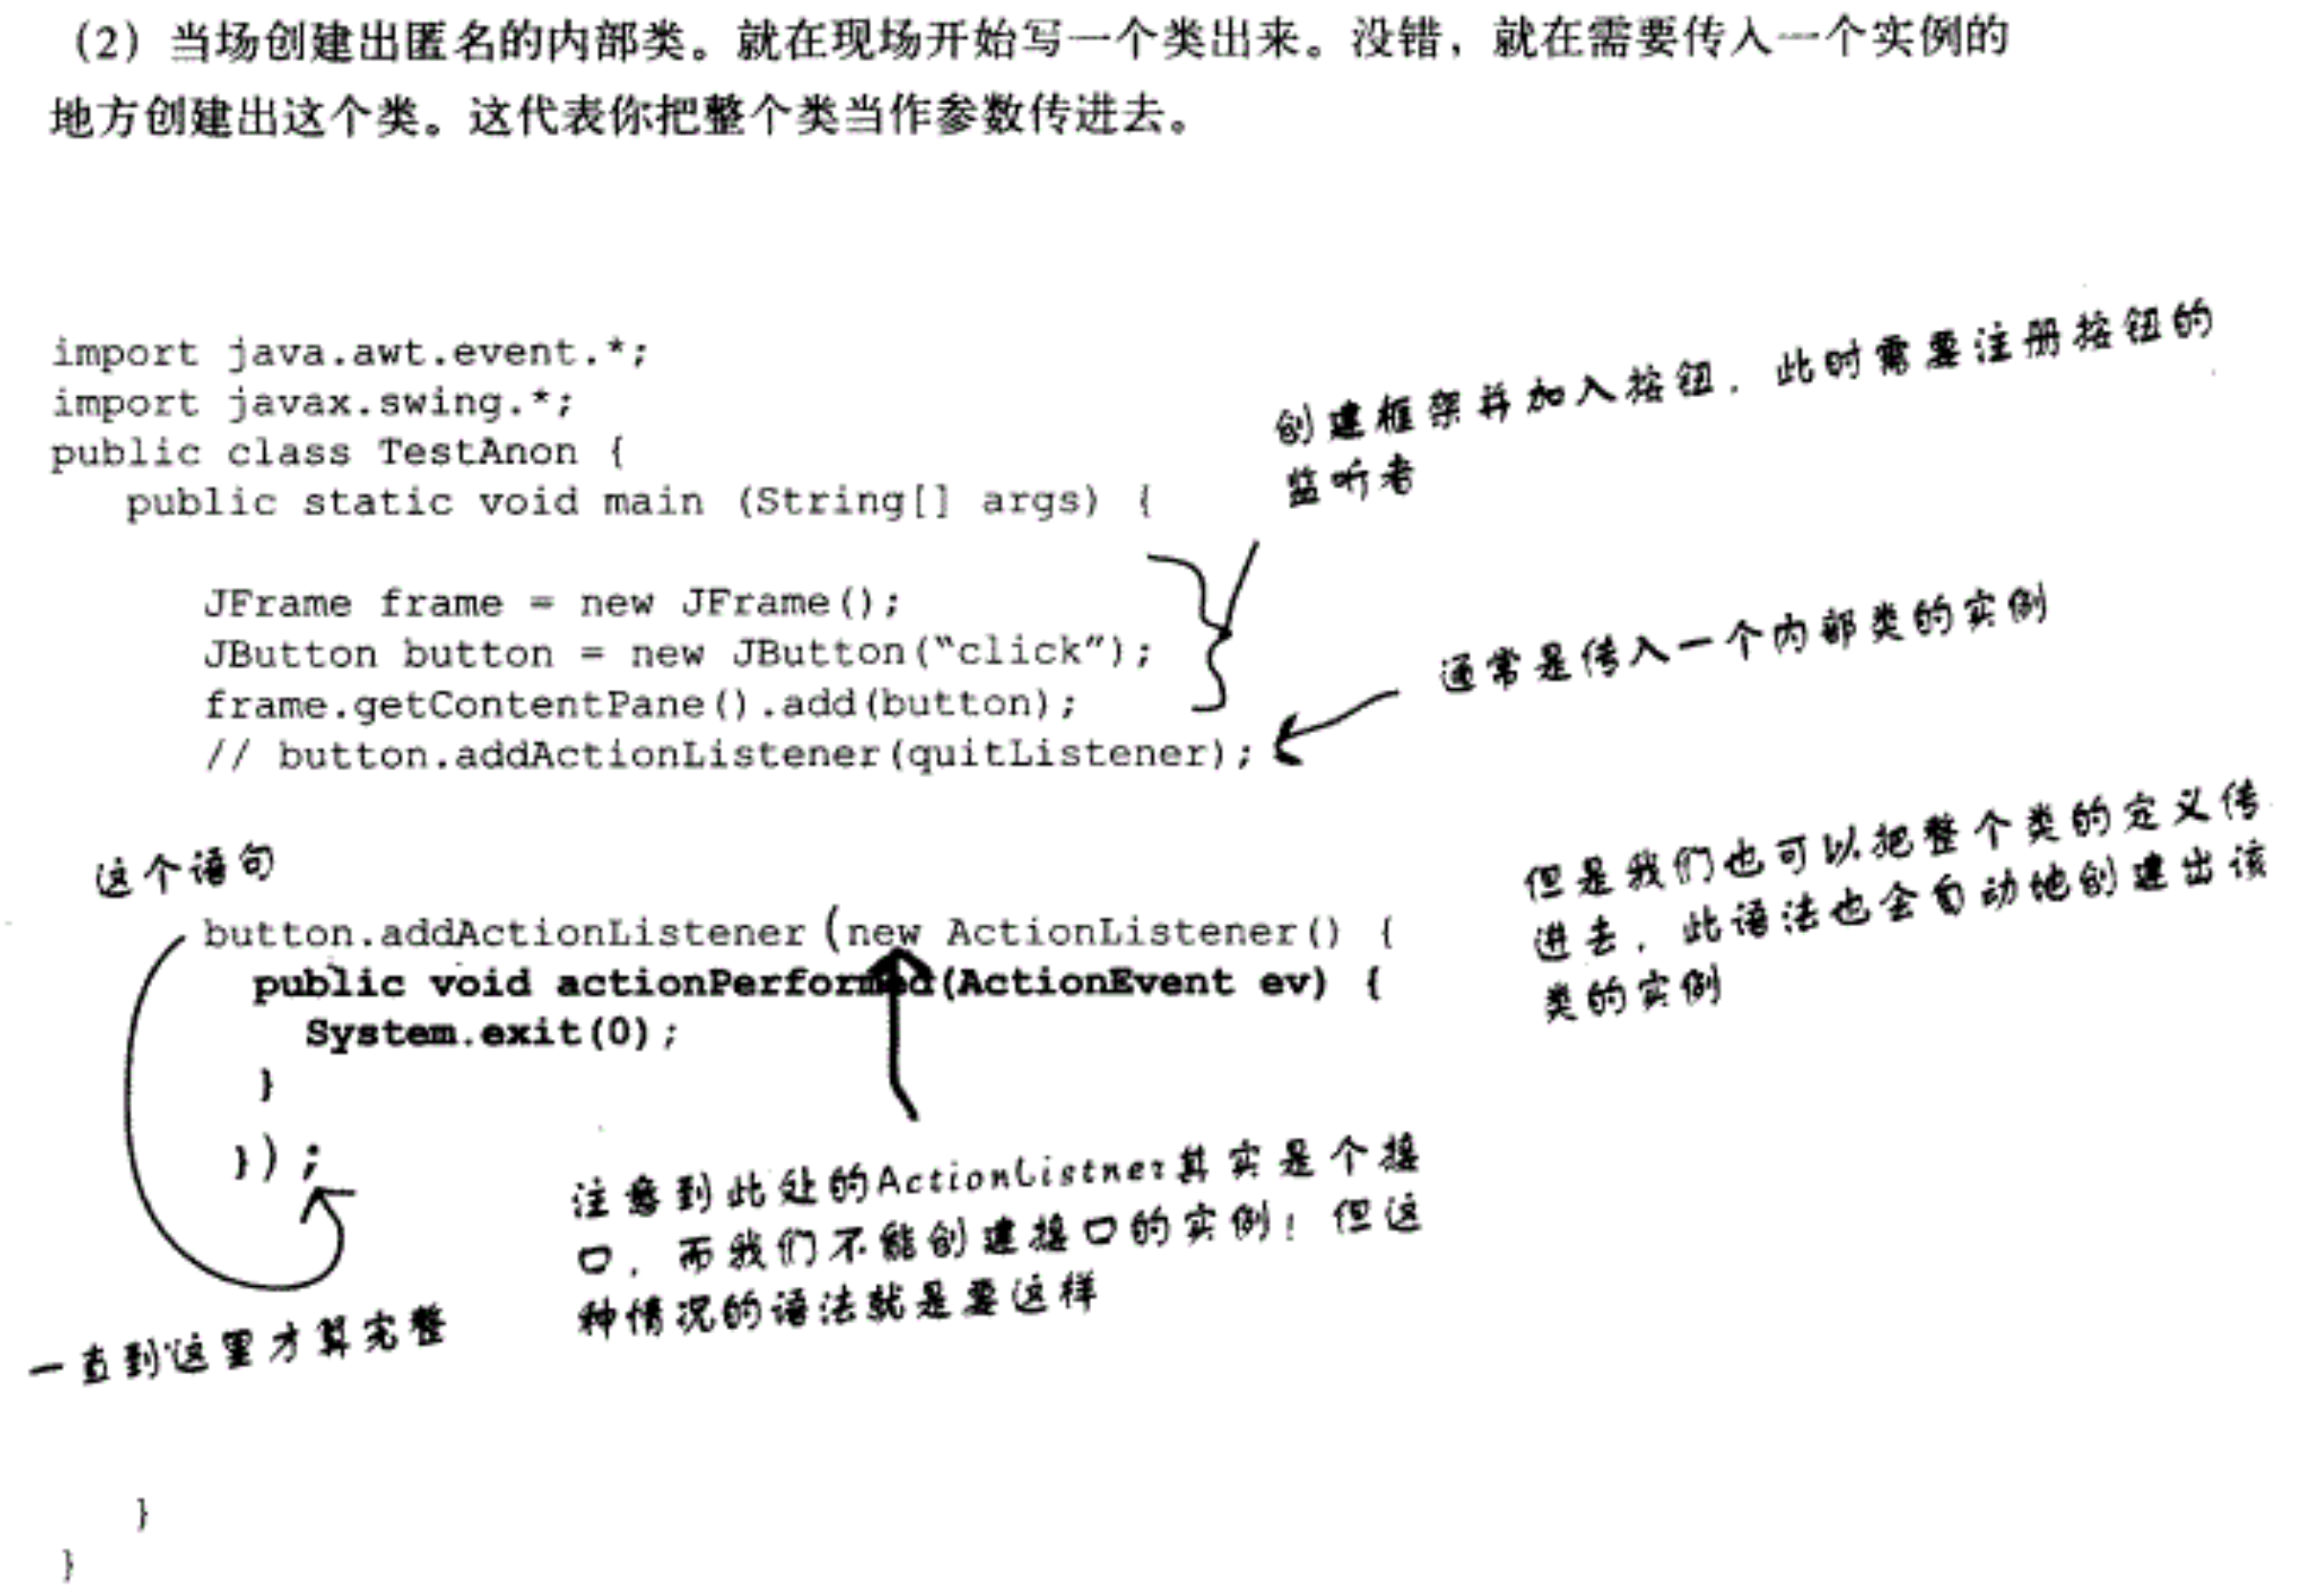 （2）当场创建出匿名的内部类。就在现场开始写一个类出来。没错，就在需要传入一个实例的
地方创建出这个类。这代表你把整个类当作参数传进去。
import java.awt.event.*;
import javax.swing.*;
public class TestAnon {
public static void main (String[] args) {
创建框架并加入按钮，此时需要注册按钮的
监听者
JFrame frame = new JFrame();
JButton button = new JButton(“click”);
frame.getContentPane().add(button);
// button.addActionListener(quitListener);
通常是传入一个内部类的实例
这个语句
button.addActionListener(new ActionListener() {
public void actionPerformed(ActionEvent ev) {
System.exit(0);
}
});
但是我们也可以把整个类的定义传
进去，此语法也会自动地创建出该
类的实例
注意到此处的ActionListner其实是个接
口，而我们不能创建接口的实例！但这
种情况的语法就是要这样
一直到这里才算完整
}
}